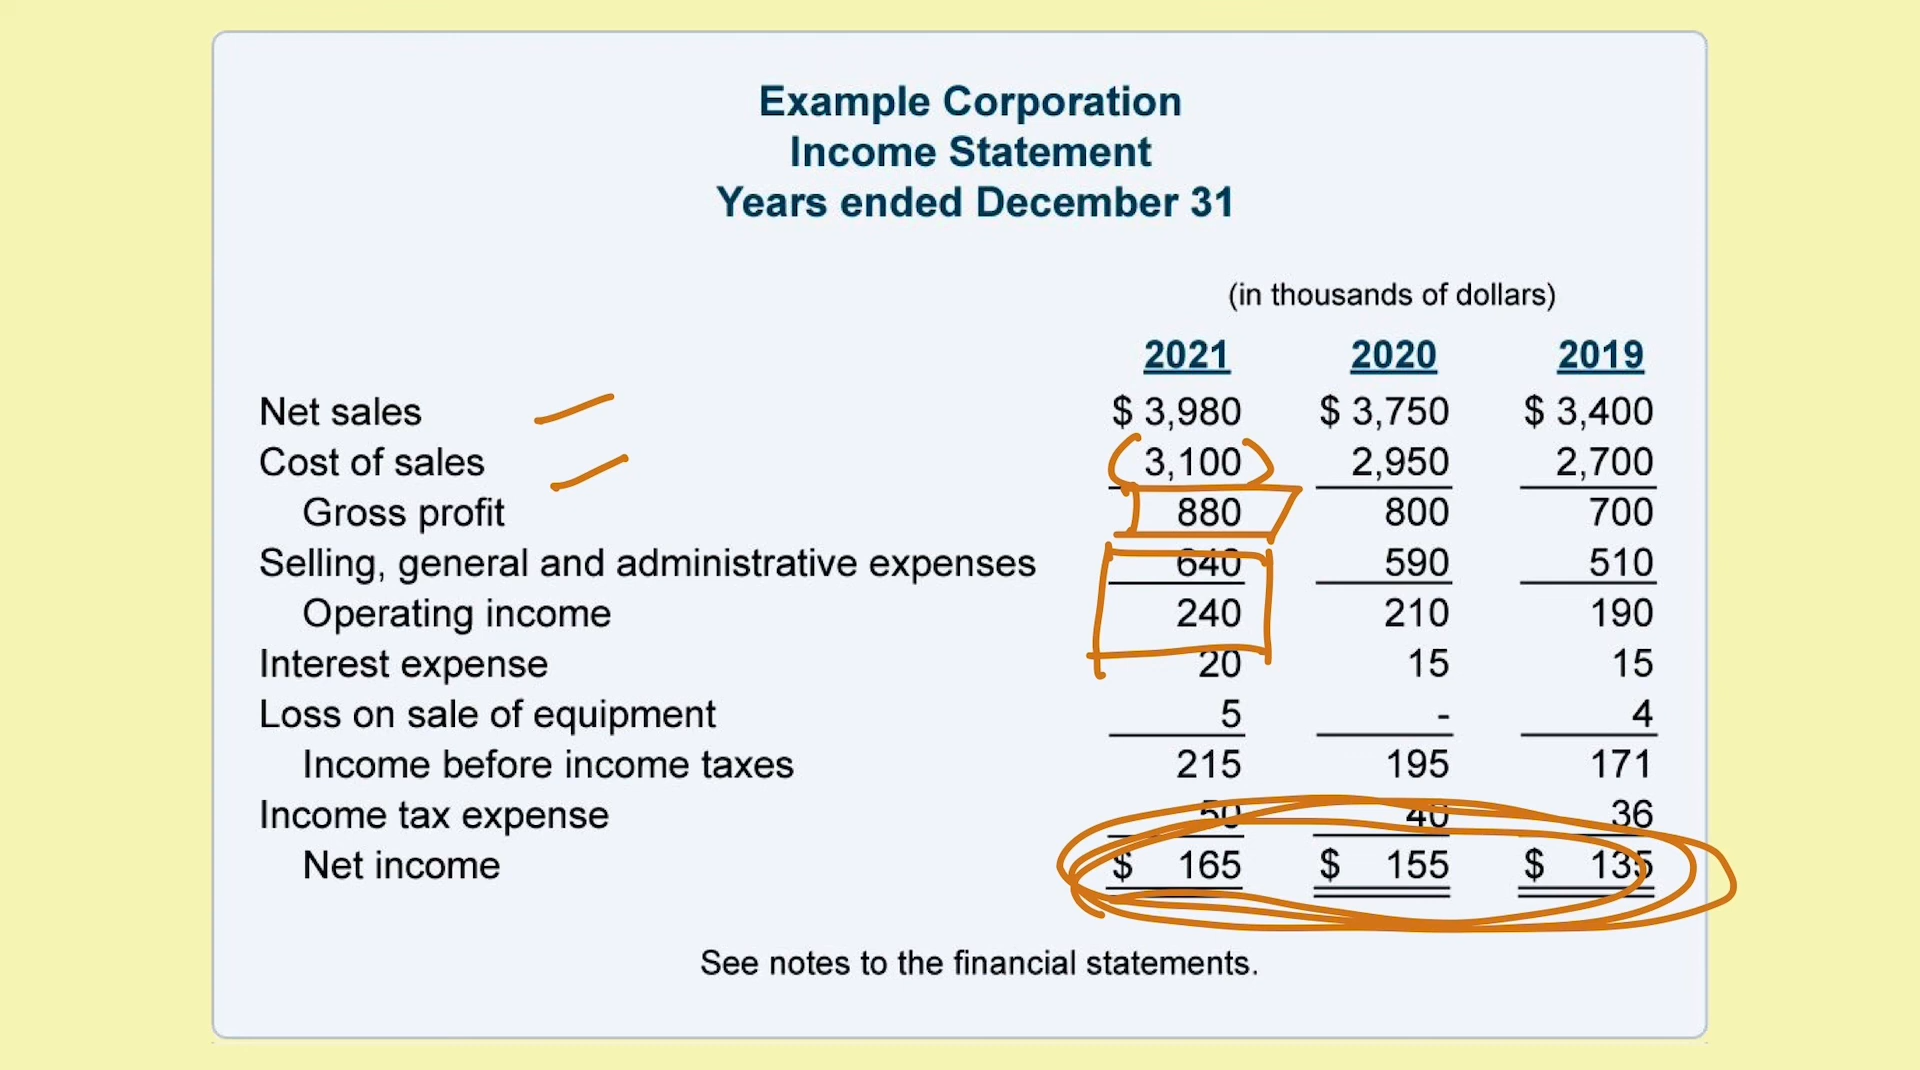 Example Corporation
Income Statement
Years ended December 31
(in thousands of dollars)
2021 2020 2019
Net sales $ 3,980 $ 3,750 $ 3,400
Cost of sales (3,100) 2,950 2,700
Gross profit 880 800 700
Selling, general and administrative expenses 640 590 510
Operating income 240 210 190
Interest expense 20 15 15
Loss on sale of equipment 5 - 4
Income before income taxes 215 195 171
Income tax expense 50 40 36
Net income $ 165 $ 155 $ 135
See notes to the financial statements.